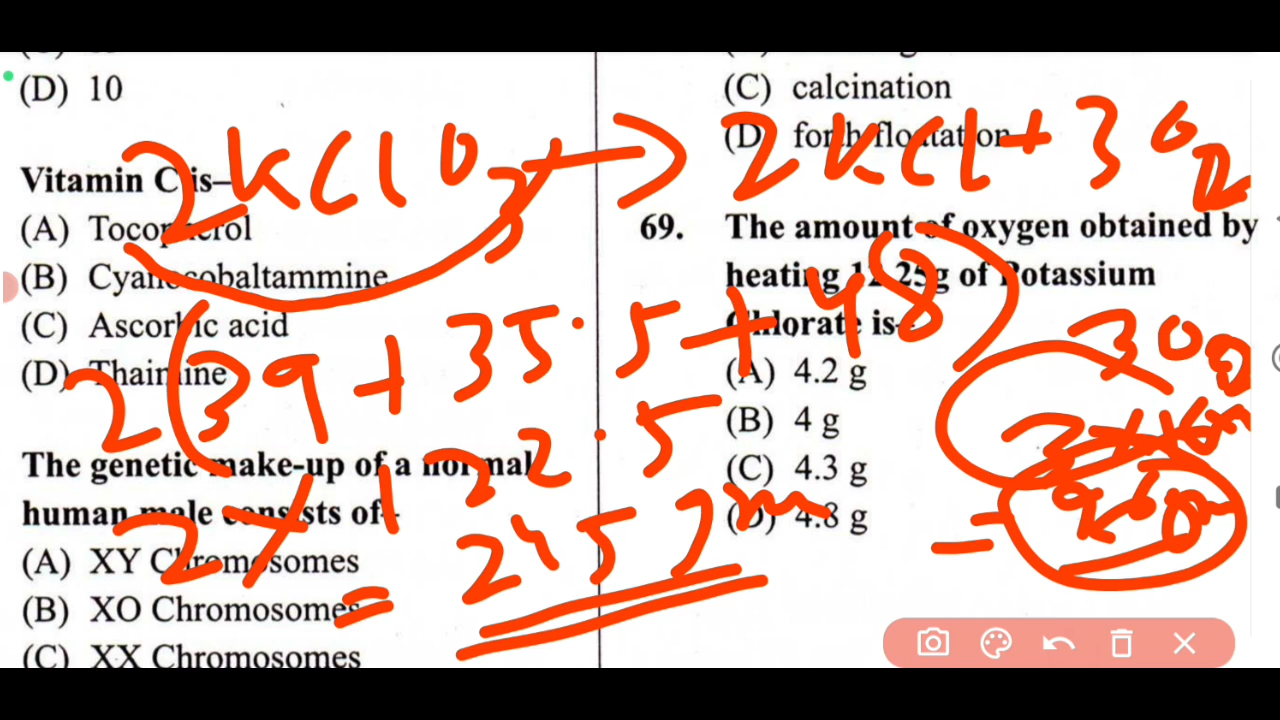 (D) 10
Vitamin C is–
(A) Tocopherol
(B) Cyanocobaltammine
(C) Ascorbic acid
(D) Thaimine
The genetic make-up of a normal
human male consists of–
(A) XY Chromosomes
(B) XO Chromosomes
(C) XX Chromosomes
(C) calcination
(D) forth flotation
69. The amount of oxygen obtained by
heating 12.25g of Potassium
Chlorate is–
(A) 4.2 g
(B) 4 g
(C) 4.3 g
(D) 4.8 g
2KClO3 → 2KCl + 3O2
2(39 + 35.5 + 48)
2 × 122.5
= 245 gm
3O2
= 96 gm